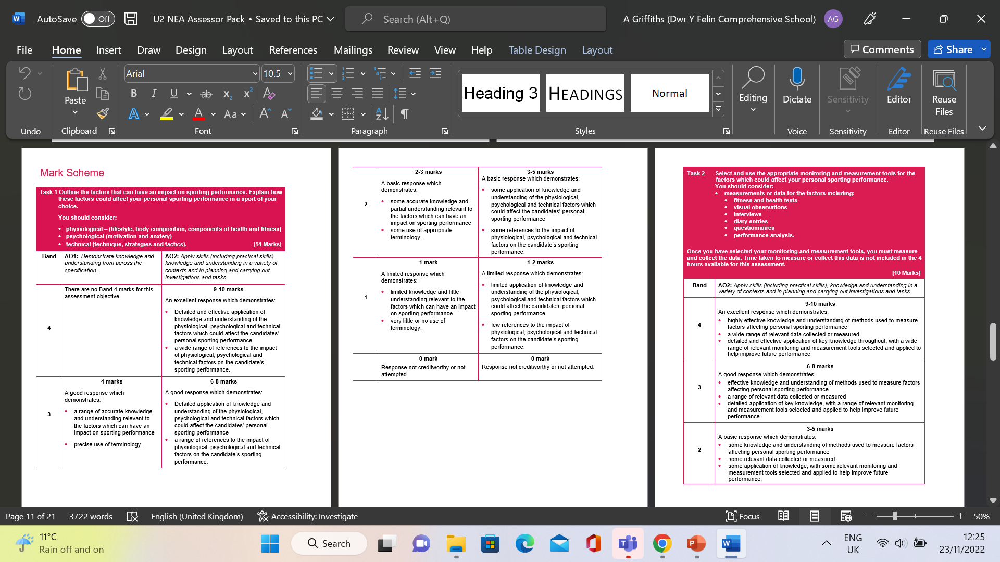 AutoSave Off U2 NEA Assessor Pack • Saved to this PC Search (Alt+Q) A Griffiths (Dwr Y Felin Comprehensive School) AG
File Home Insert Draw Design Layout References Mailings Review View Help Table Design Layout Comments Share
Arial 10.5
Paste
Heading 3 HEADINGS Normal
Editing Dictate Sensitivity Editor Reuse Files
Undo Clipboard Font Paragraph Styles Voice Sensitivity Editor Reuse Files
Mark Scheme
Task 1 Outline the factors that can have an impact on sporting performance. Explain how
these factors could affect your personal sporting performance in a sport of your
choice.
You should consider:
• physiological – (lifestyle, body composition, components of health and fitness)
• psychological (motivation and anxiety)
• technical (technique, strategies and tactics). [14 Marks]
Band
AO1: Demonstrate knowledge and
understanding from across the
specification.
AO2: Apply skills (including practical skills),
knowledge and understanding in a variety of
contexts and in planning and carrying out
investigations and tasks.
4
There are no Band 4 marks for this
assessment objective.
9-10 marks
An excellent response which demonstrates:
• Detailed and effective application of
knowledge and understanding of the
physiological, psychological and technical
factors which could affect the candidates’
personal sporting performance
• a wide range of references to the impact
of physiological, psychological and
technical factors on the candidate’s
sporting performance.
3
4 marks
A good response which
demonstrates:
• a range of accurate knowledge
and understanding relevant to
the factors which can have an
impact on sporting performance
• precise use of terminology.
6-8 marks
A good response which demonstrates:
• Detailed application of knowledge and
understanding of the physiological,
psychological and technical factors which
could affect the candidates’ personal
sporting performance
• a range of references to the impact of
physiological, psychological and technical
factors on the candidate’s sporting
performance.
2
2-3 marks
A basic response which
demonstrates:
• some accurate knowledge and
partial understanding relevant to
the factors which can have an
impact on sporting performance
• some use of appropriate
terminology.
3-5 marks
A basic response which demonstrates:
• some application of knowledge and
understanding of the physiological,
psychological and technical factors which
could affect the candidates’ personal
sporting performance
• some references to the impact of
physiological, psychological and technical
factors on the candidate’s sporting
performance.
1
1 mark
A limited response which
demonstrates:
• limited knowledge and little
understanding relevant to the
factors which can have an impact
on sporting performance
• very little or no use of
terminology.
1-2 marks
A limited response which demonstrates:
• limited application of knowledge and
understanding of the physiological,
psychological and technical factors which
could affect the candidates’ personal
sporting performance
• few references to the impact of
physiological, psychological and technical
factors on the candidate’s sporting
performance.
0 mark
Response not creditworthy or not
attempted.
0 mark
Response not creditworthy or not attempted.
Task 2 Select and use the appropriate monitoring and measurement tools for the
factors which could affect your personal sporting performance.
You should consider:
• measurements or data for the factors including:
• fitness and health tests
• visual observations
• interviews
• diary entries
• questionnaires
• performance analysis.
Once you have selected your monitoring and measurement tools, you must measure
and collect the data. Time taken to measure or collect this data is not included in the 4
hours available for this assessment.
[10 Marks]
Band
AO2: Apply skills (including practical skills), knowledge and understanding in a
variety of contexts and in planning and carrying out investigations and tasks
4
9-10 marks
An excellent response which demonstrates:
• highly effective knowledge and understanding of methods used to measure
factors affecting personal sporting performance
• a wide range of relevant data collected or measured
• detailed and effective application of key knowledge throughout, with a wide
range of relevant monitoring and measurement tools selected and applied to
help improve future performance
3
6-8 marks
A good response which demonstrates:
• effective knowledge and understanding of methods used to measure factors
affecting personal sporting performance
• a range of relevant data collected or measured
• detailed application of key knowledge, with a range of relevant monitoring
and measurement tools selected and applied to help improve future
performance.
2
3-5 marks
A basic response which demonstrates:
• some knowledge and understanding of methods used to measure factors
affecting personal sporting performance
• some relevant data collected or measured
• some application of knowledge, with some relevant monitoring and
measurement tools selected and applied to help improve future
performance.
Page 11 of 21 3722 words English (United Kingdom) Accessibility: Investigate Focus 50%
11°C
Rain off and on
Search
ENG
UK
12:25
23/11/2022